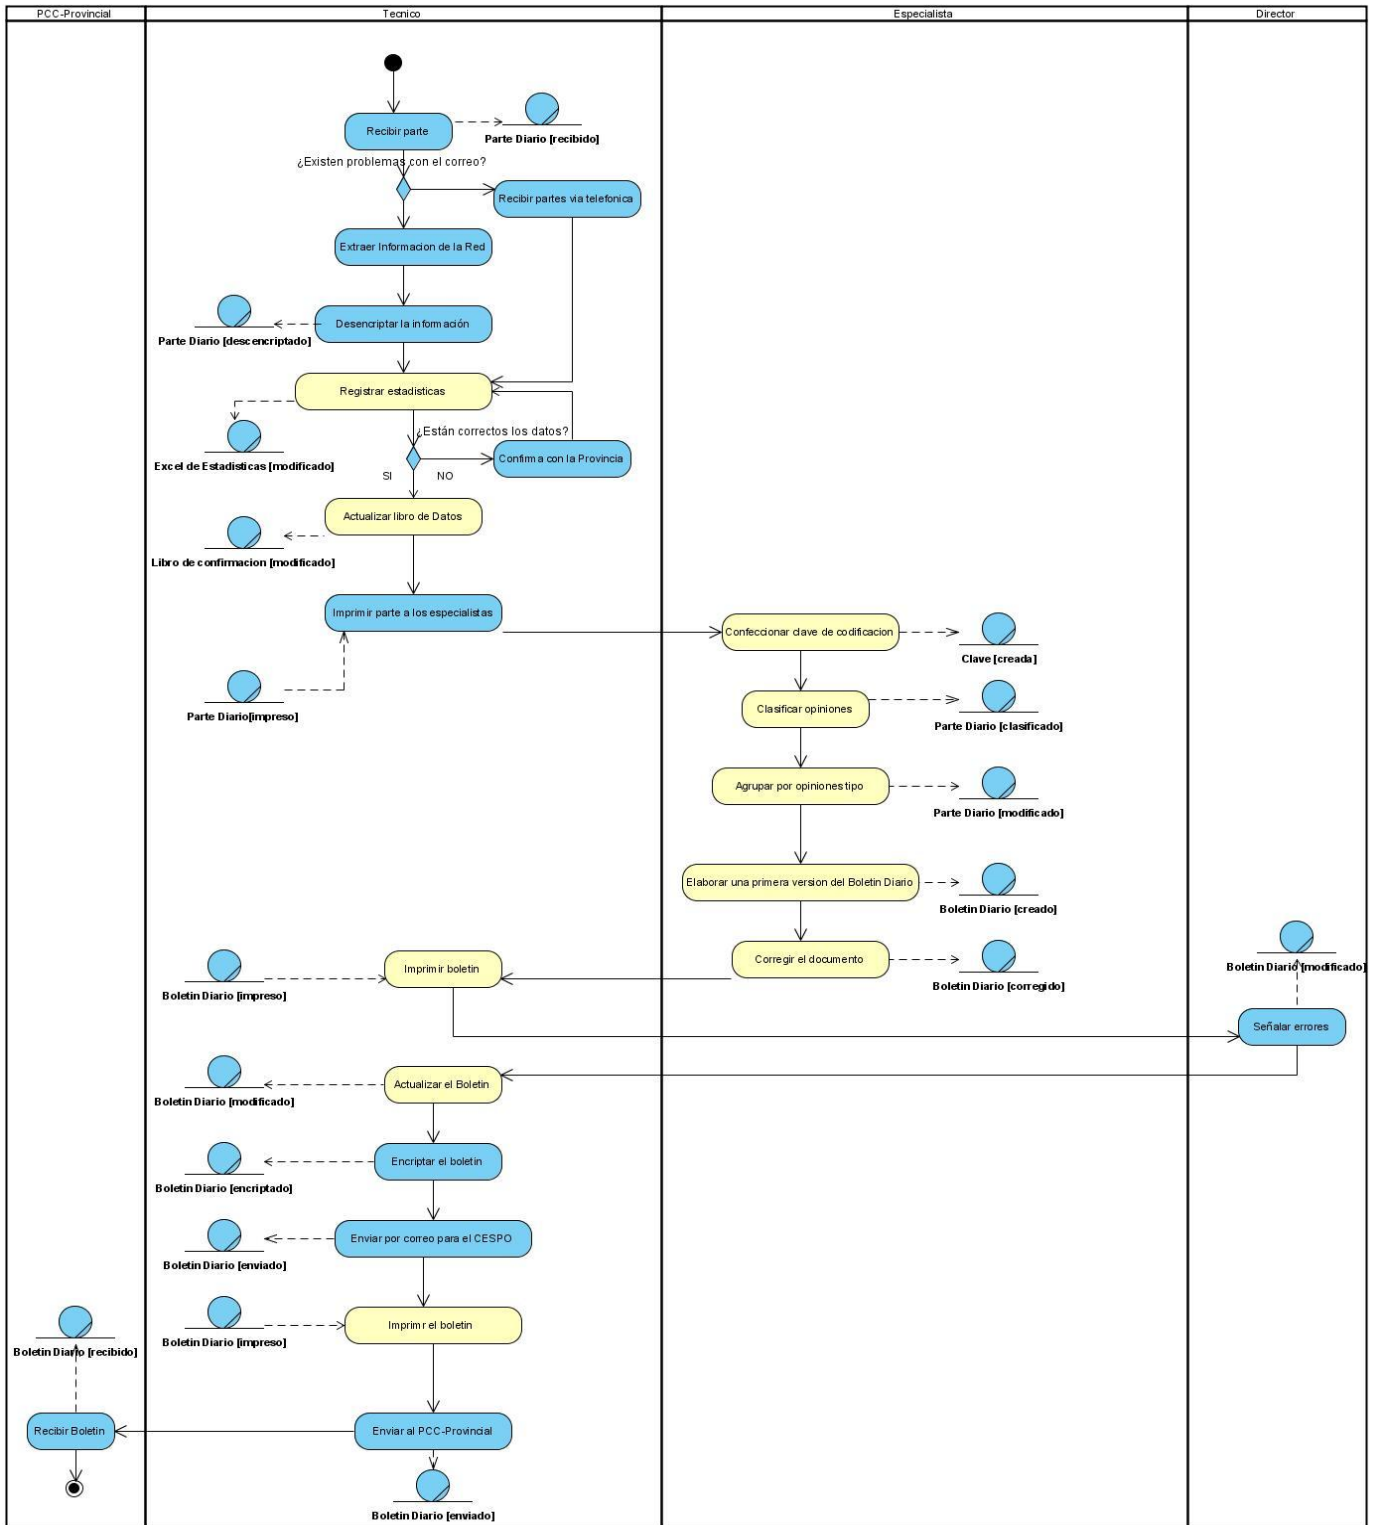 PCC-Provincial
Tecnico
Especialista
Director
Recibir parte
Parte Diario [recibido]
¿Existen problemas con el correo?
Recibir partes via telefonica
Extraer Informacion de la Red
Desencriptar la información
Parte Diario [descencriptado]
Registrar estadisticas
¿Están correctos los datos?
Excel de Estadisticas [modificado]
Confirma con la Provincia
SI
NO
Actualizar libro de Datos
Libro de confirmacion [modificado]
Imprimir parte a los especialistas
Parte Diario[impreso]
Confeccionar clave de codificacion
Clave [creada]
Clasificar opiniones
Parte Diario [clasificado]
Agrupar por opiniones tipo
Parte Diario [modificado]
Elaborar una primera version del Boletin Diario
Boletin Diario [creado]
Corregir el documento
Boletin Diario [corregido]
Imprimir boletin
Boletin Diario [impreso]
Boletin Diario [modificado]
Señalar errores
Actualizar el Boletin
Boletin Diario [modificado]
Encriptar el boletin
Boletin Diario [encriptado]
Enviar por correo para el CESPO
Boletin Diario [enviado]
Imprimr el boletin
Boletin Diario [impreso]
Boletin Diario [recibido]
Recibir Boletin
Enviar al PCC-Provincial
Boletin Diario [enviado]